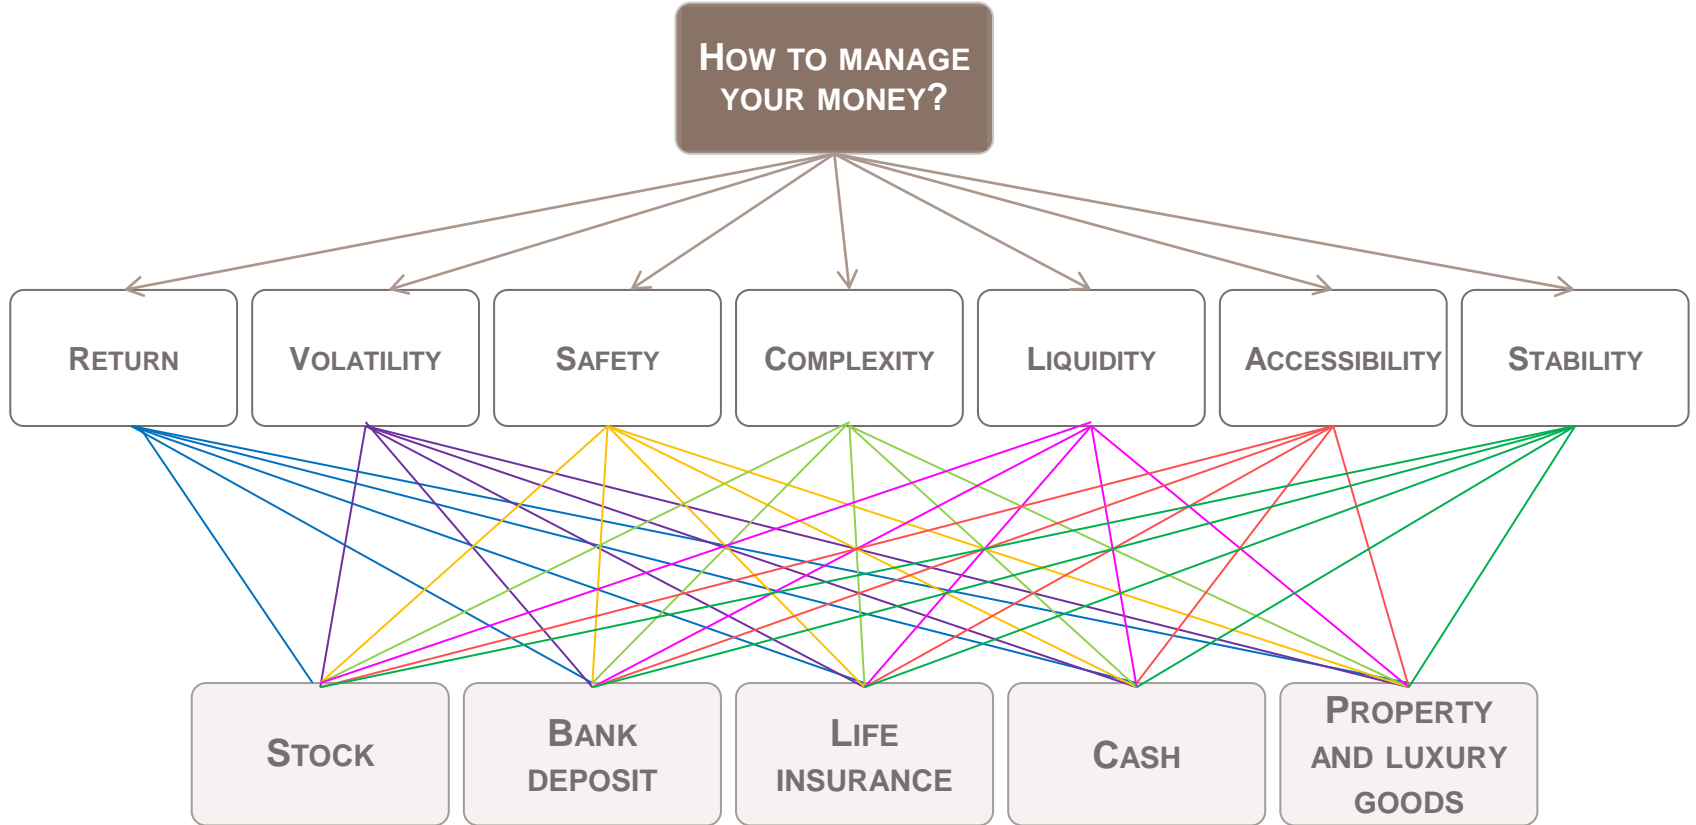 HOW TO MANAGE
YOUR MONEY?
RETURN
VOLATILITY
SAFETY
COMPLEXITY
LIQUIDITY
ACCESSIBILITY
STABILITY
STOCK
BANK
DEPOSIT
LIFE
INSURANCE
CASH
PROPERTY
AND LUXURY
GOODS